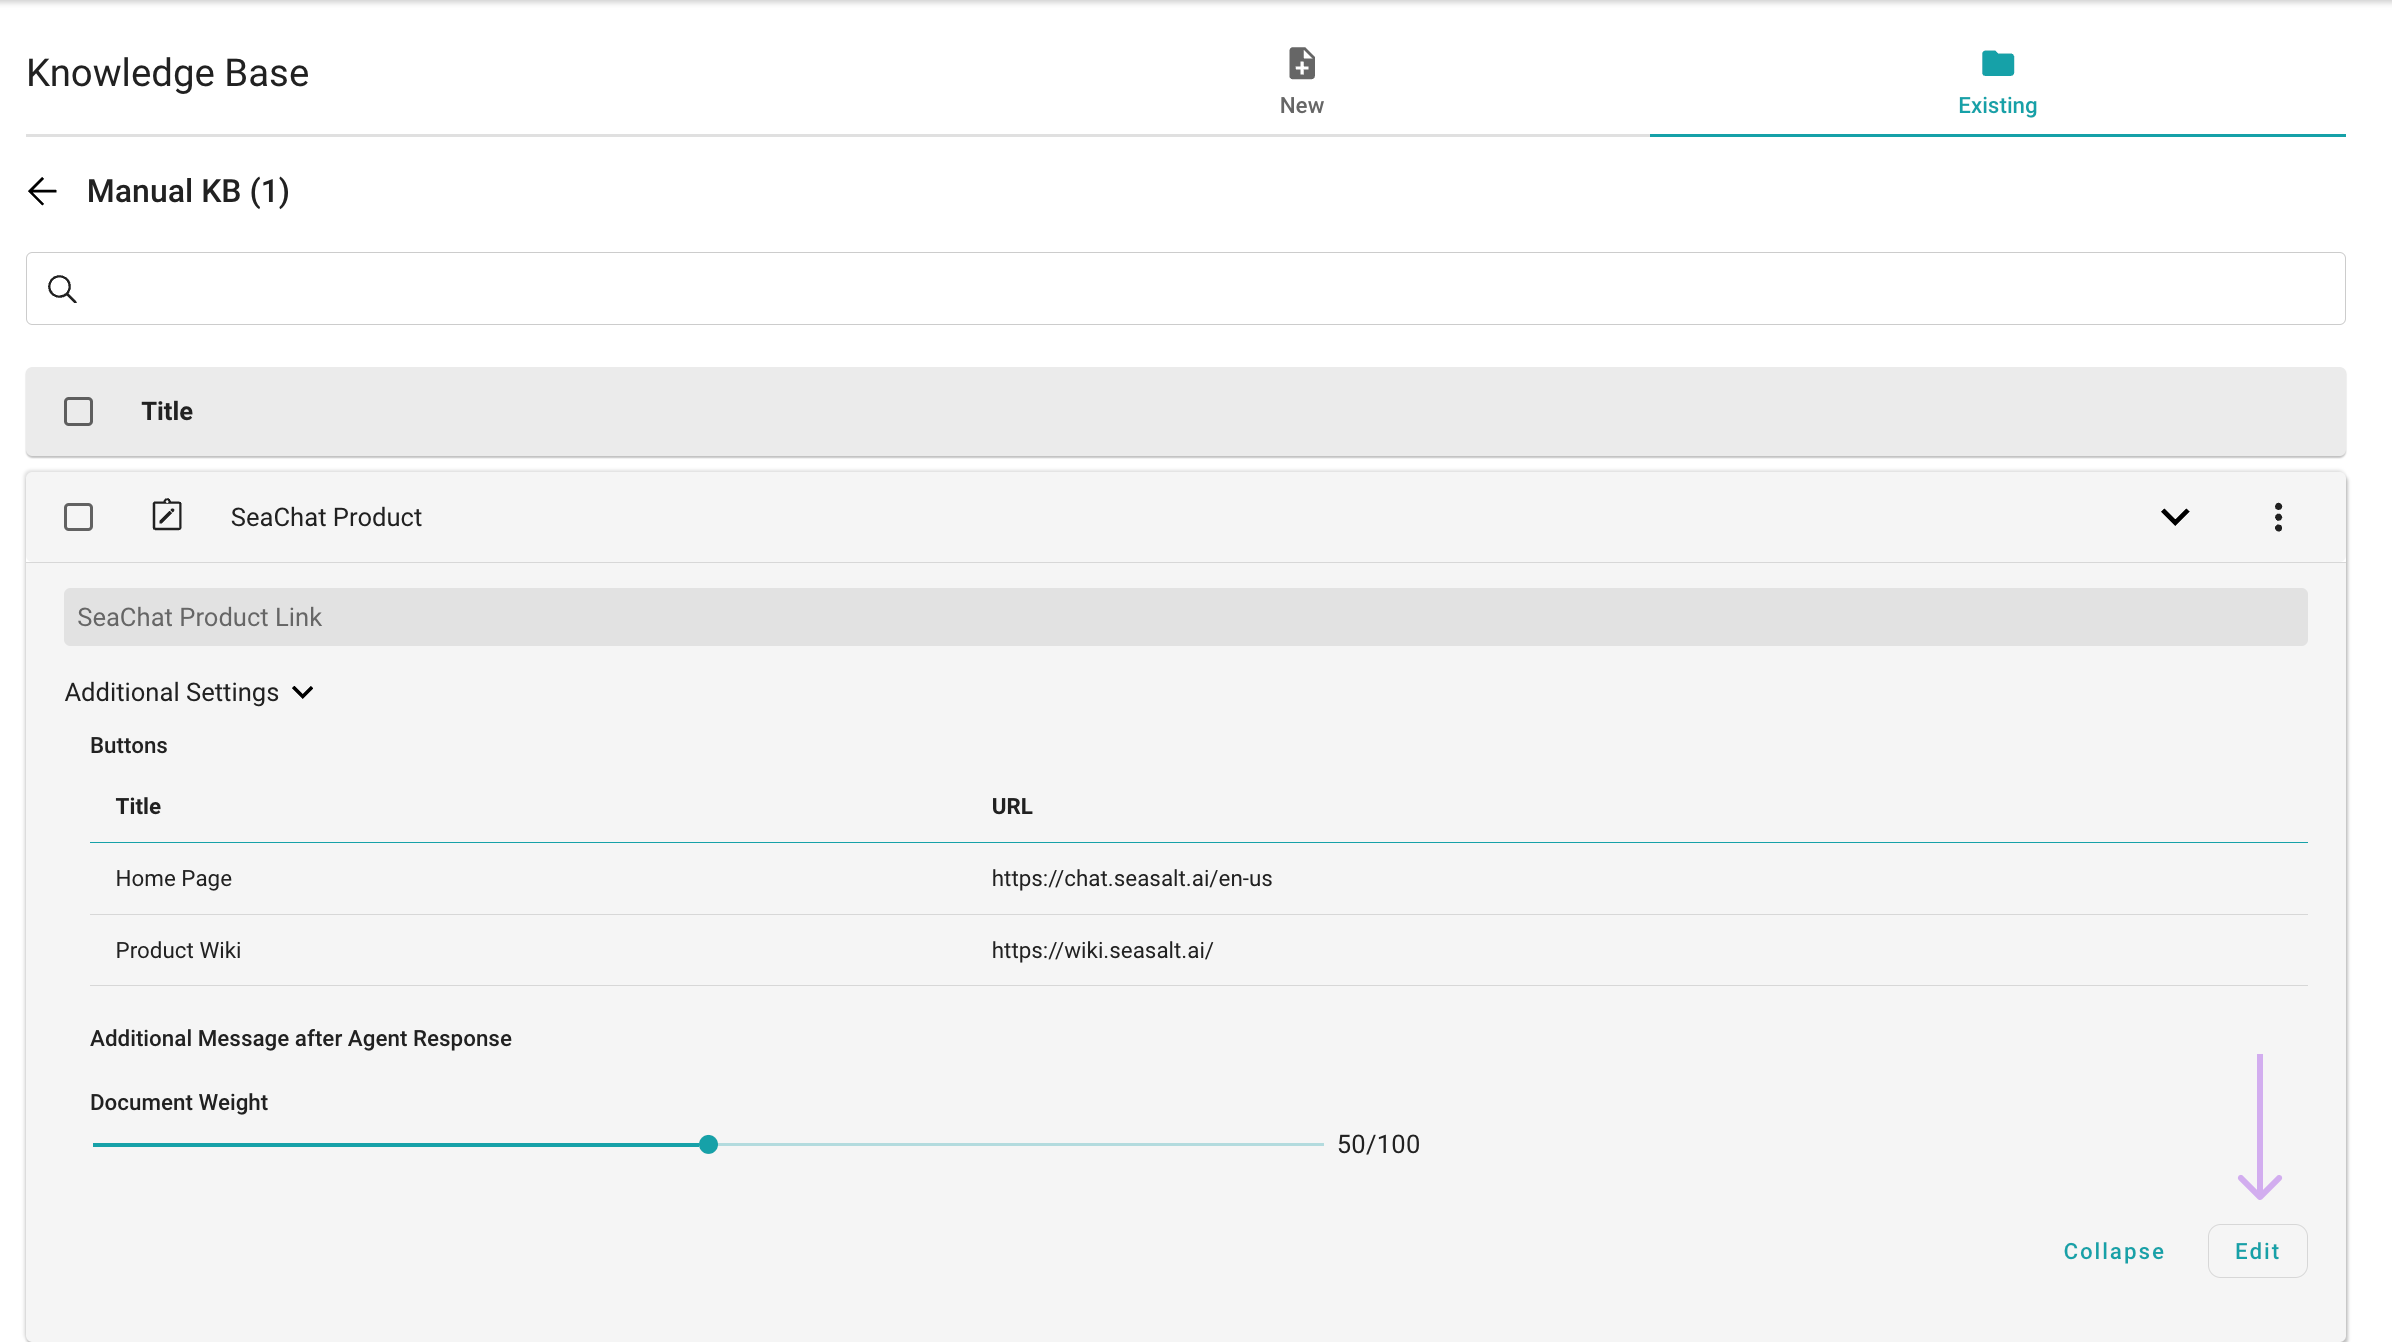 Knowledge Base
New
Existing
Manual KB (1)
Title
SeaChat Product
SeaChat Product Link
Additional Settings
Buttons
Title URL
Home Page https://chat.seasalt.ai/en-us
Product Wiki https://wiki.seasalt.ai/
Additional Message after Agent Response
Document Weight
50/100
Collapse Edit